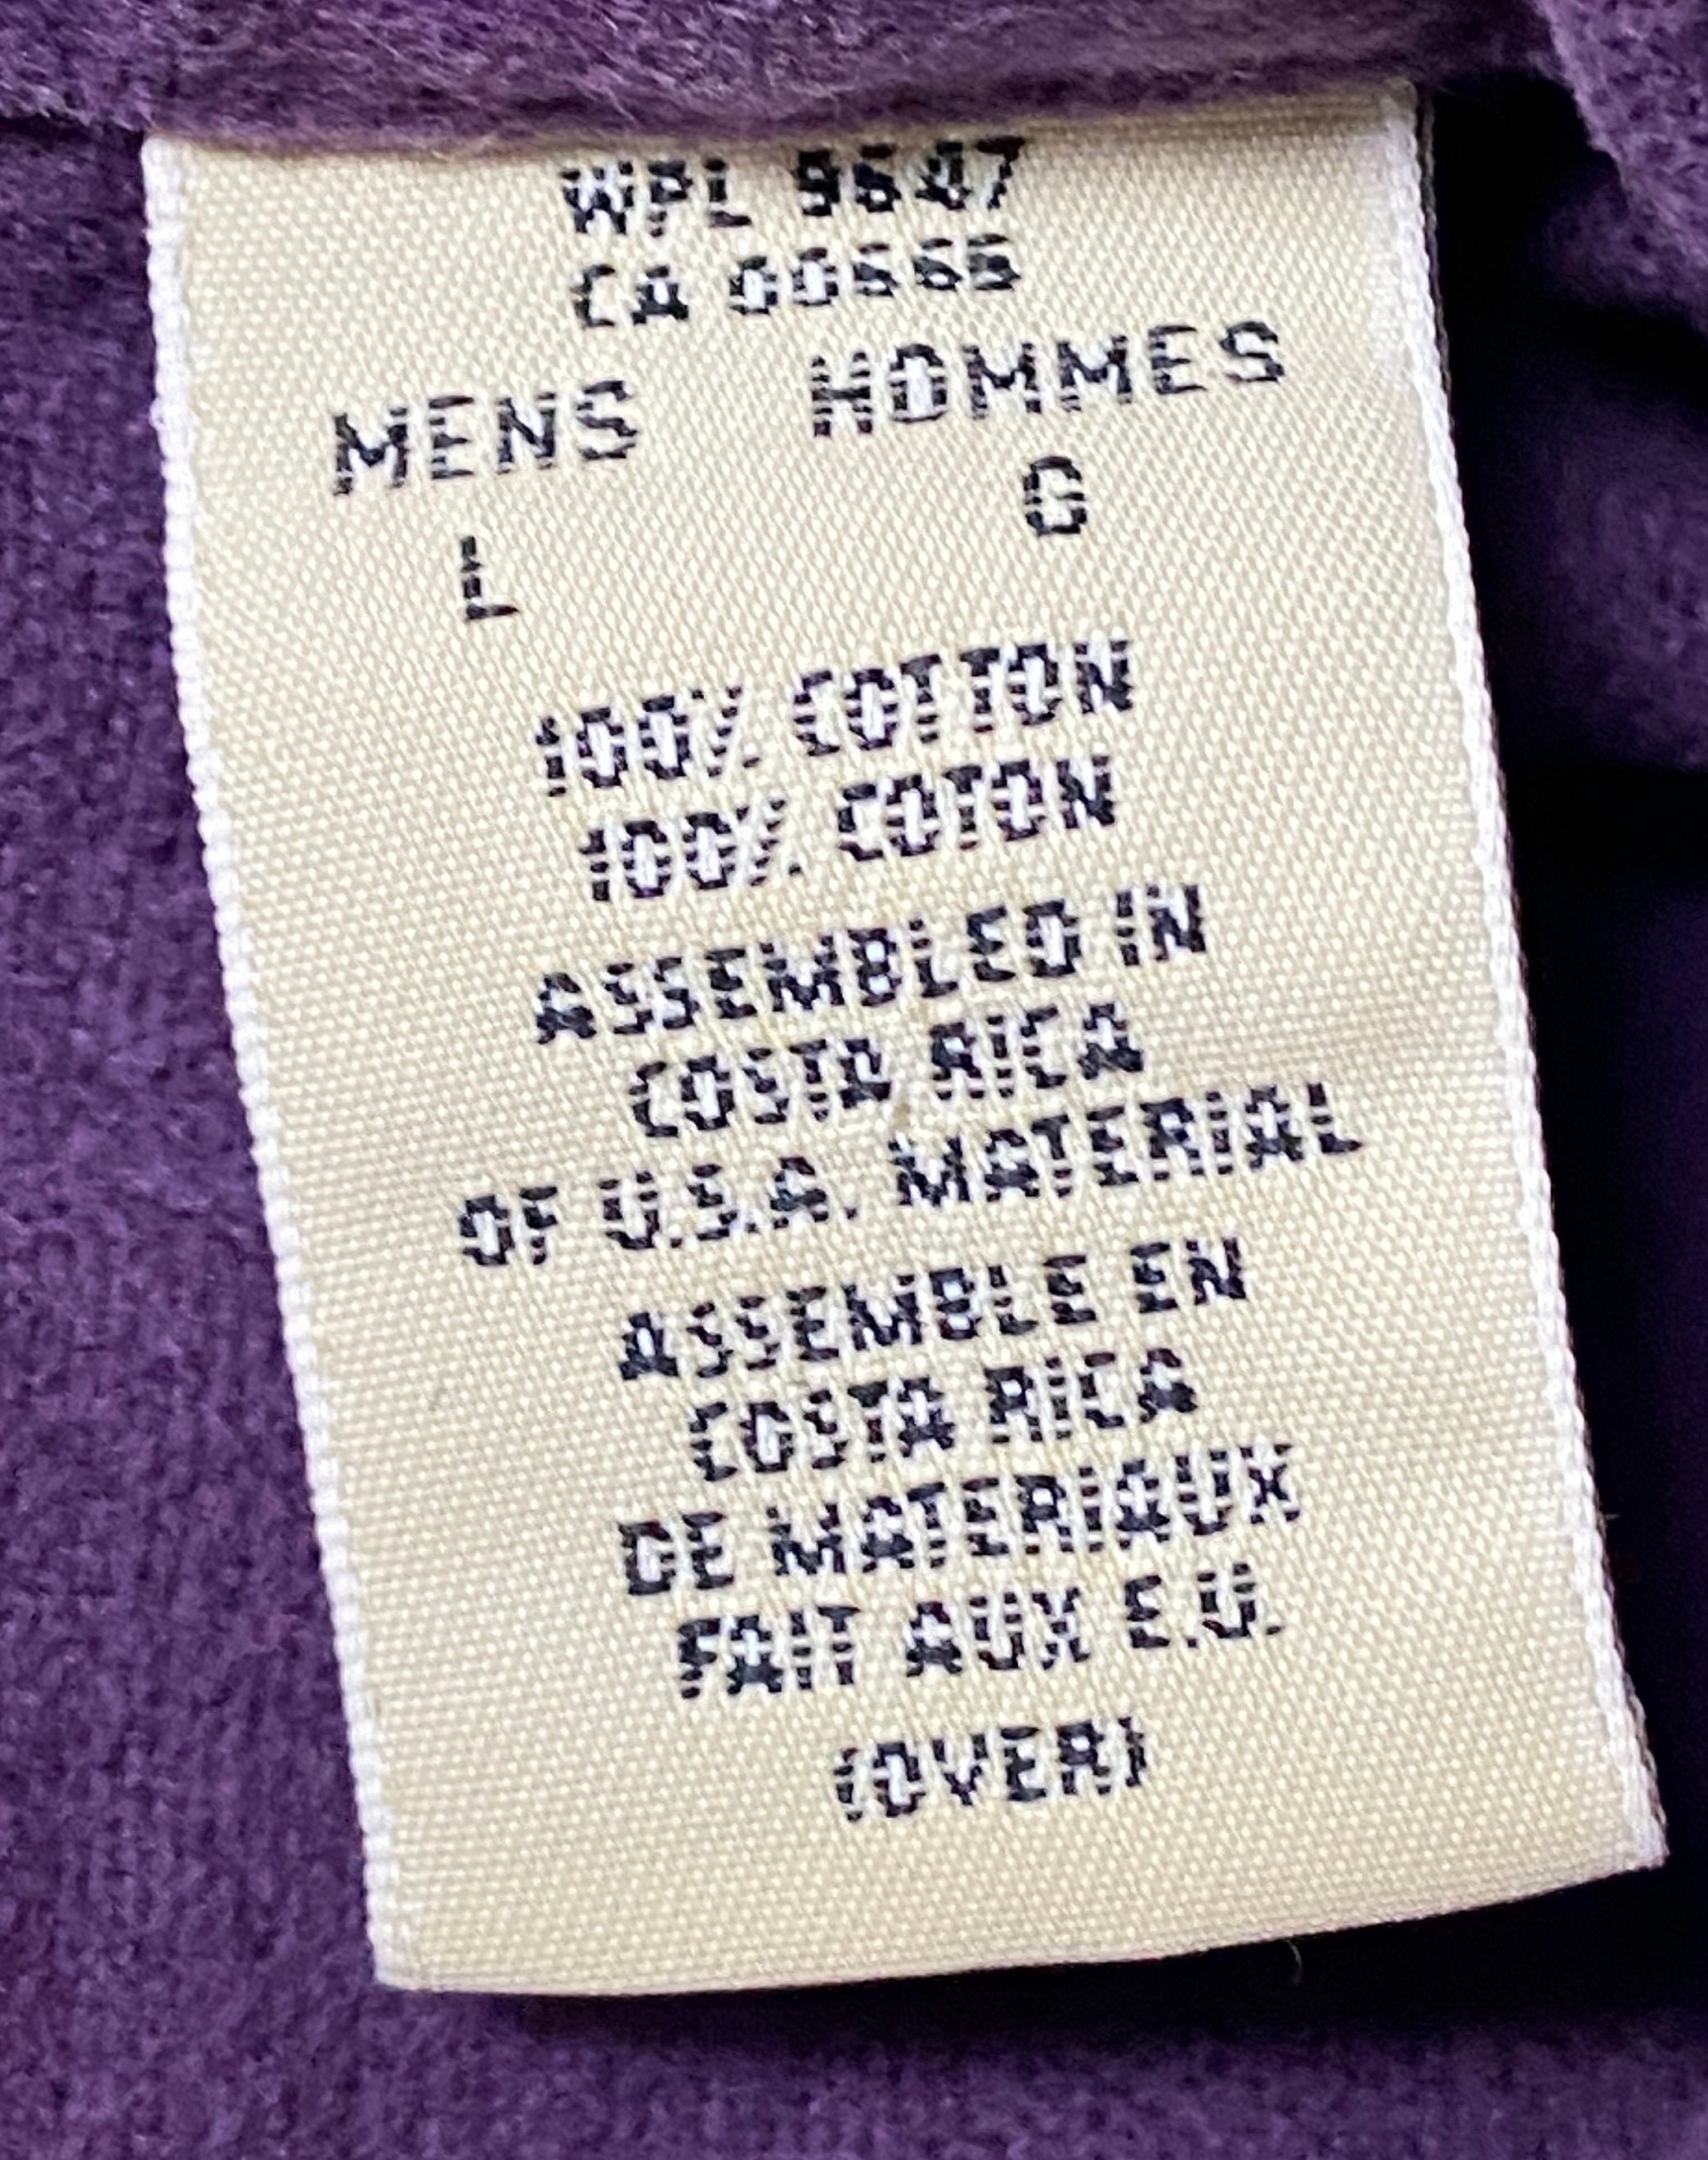 WPL 9647
CA 00565
MENS HOMMES
L G
100% COTTON
100% COTON
ASSEMBLED IN
COSTA RICA
OF U.S.A. MATERIAL
ASSEMBLE EN
COSTA RICA
DE MATERIAUX
FAIT AUX E.U.
(OVER)